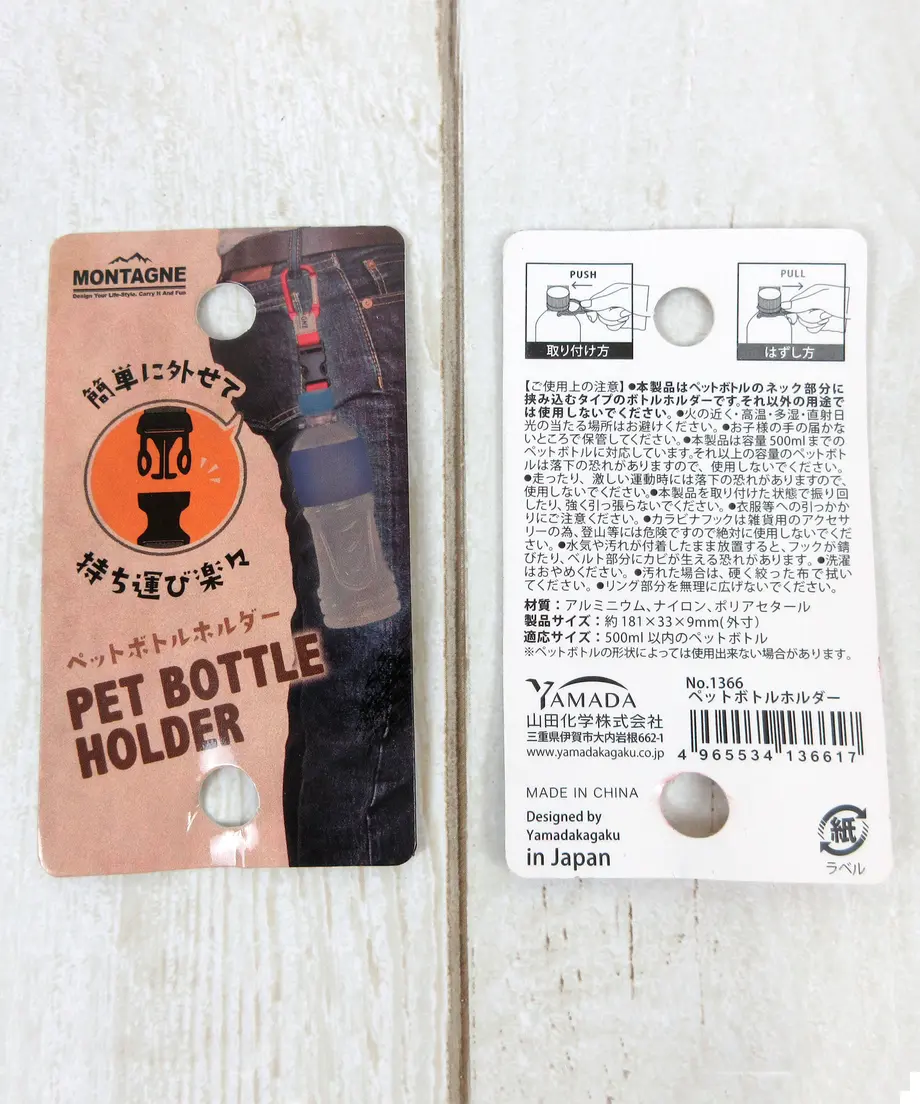 MONTAGNE
Design Your Life-Style. Carry It And Fun
簡単に外せて
持ち運び楽々
ペットボトルホルダー
PET BOTTLE
HOLDER
PUSH
取り付け方
PULL
はずし方
【ご使用上の注意】●本製品はペットボトルのネック部分に
挟み込むタイプのボトルホルダーです。それ以外の用途で
は使用しないでください。●火の近く・高温・多湿・直射日
光の当たる場所はお避けください。●お子様の手の届かな
いところで保管してください。●本製品は容量500mlまでの
ペットボトルに対応しています。それ以上の容量のペットボト
ルは落下の恐れがありますので、使用しないでください。
●走ったり、激しい運動時には落下の恐れがありますので、
使用しないでください。●本製品を取り付けた状態で振り回
したり、強く引っ張らないでください。●衣服等への引っかか
りにご注意ください。●カラビナフックは雑貨用のアクセサ
リーの為、登山等には危険ですので絶対に使用しないでくだ
さい。●水気や汚れが付着したまま放置すると、フックが錆
びたり、ベルト部分にカビが生える恐れがあります。●洗濯
はおやめください。●汚れた場合は、硬く絞った布で拭い
てください。●リング部分を無理に広げないでください。
材質：アルミニウム、ナイロン、ポリアセタール
製品サイズ：約181×33×9mm(外寸)
適応サイズ：500ml以内のペットボトル
※ペットボトルの形状によっては使用出来ない場合があります。
YAMADA
山田化学株式会社
三重県伊賀市大内岩根662-1
www.yamadakagaku.co.jp
No.1366
ペットボトルホルダー
4 965534 136617
MADE IN CHINA
Designed by
Yamadakagaku
in Japan
紙
ラベル